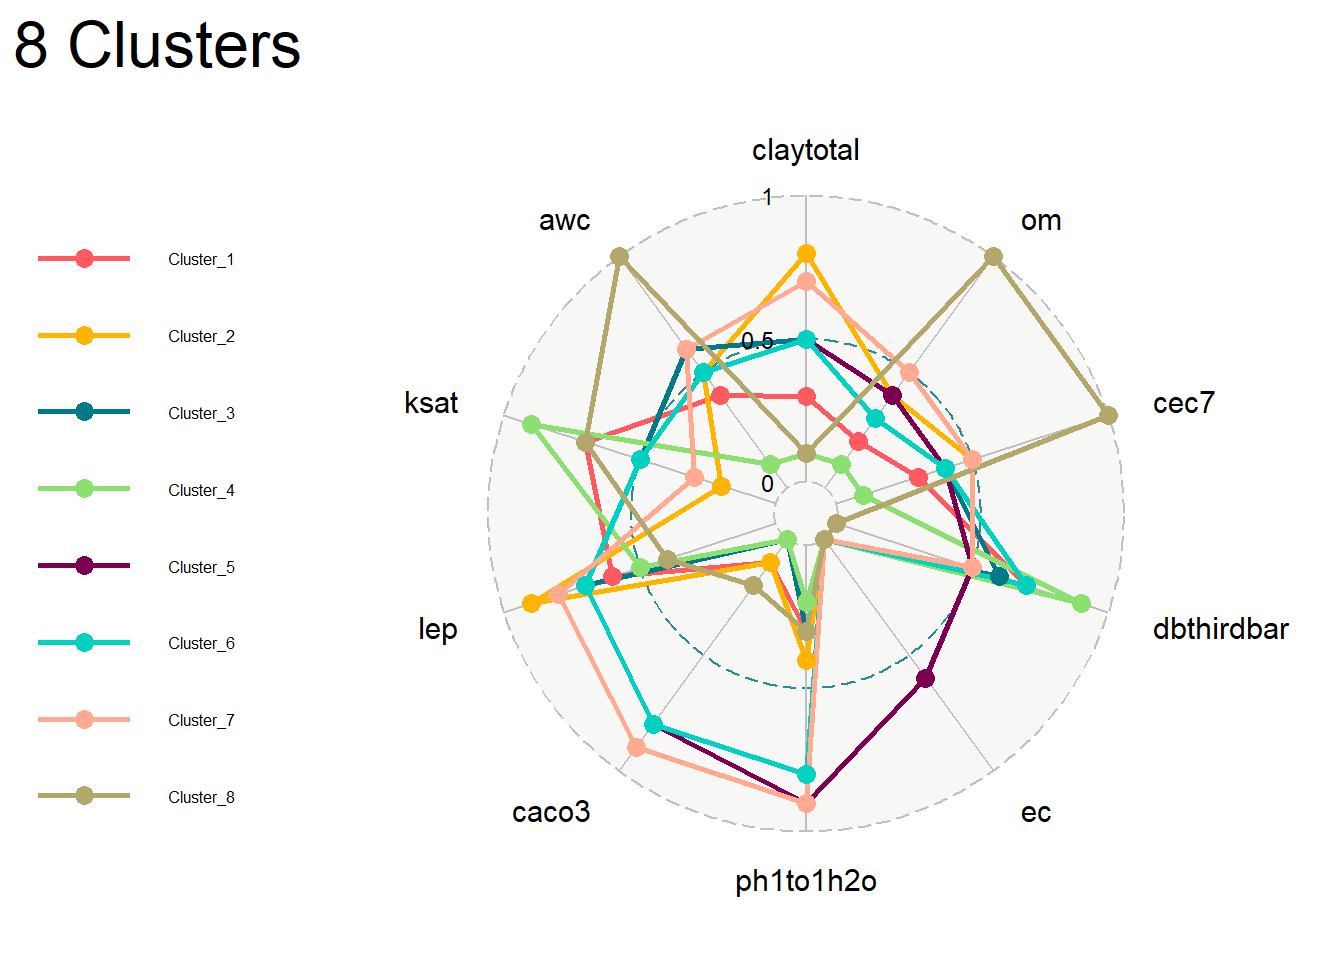 8 Clusters
claytotal
1
awc
om
Cluster_1
Cluster_2
0.5
ksat
cec7
Cluster_3
Cluster_4
0
Cluster_5
lep
dbthirdbar
Cluster_6
Cluster_7
Cluster_8
caco3
ec
ph1to1h2o